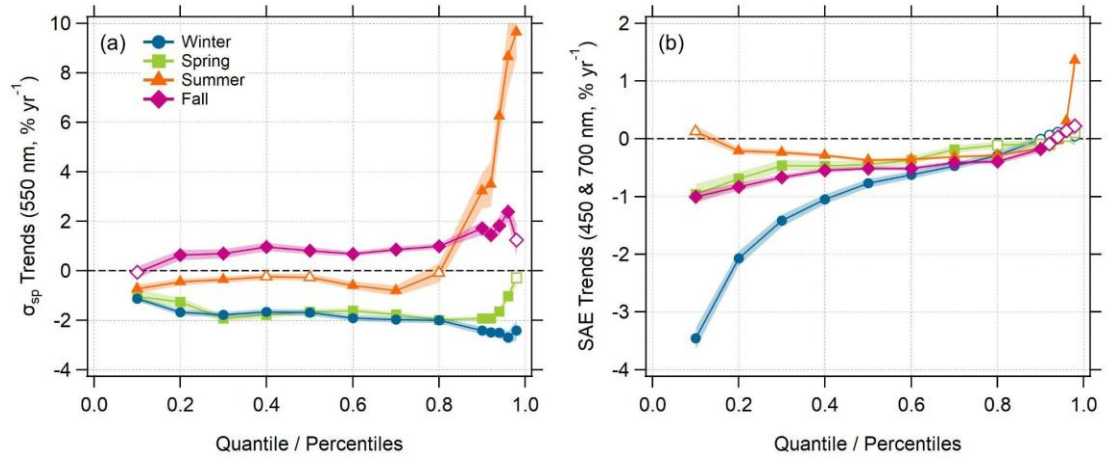 (a)
Winter
Spring
Summer
Fall
10
8
6
4
2
0
-2
-4
σsp Trends (550 nm, % yr⁻¹)
0.0 0.2 0.4 0.6 0.8 1.0
Quantile / Percentiles
(b)
2
1
0
-1
-2
-3
-4
SAE Trends (450 & 700 nm, % yr⁻¹)
0.0 0.2 0.4 0.6 0.8 1.0
Quantile / Percentiles